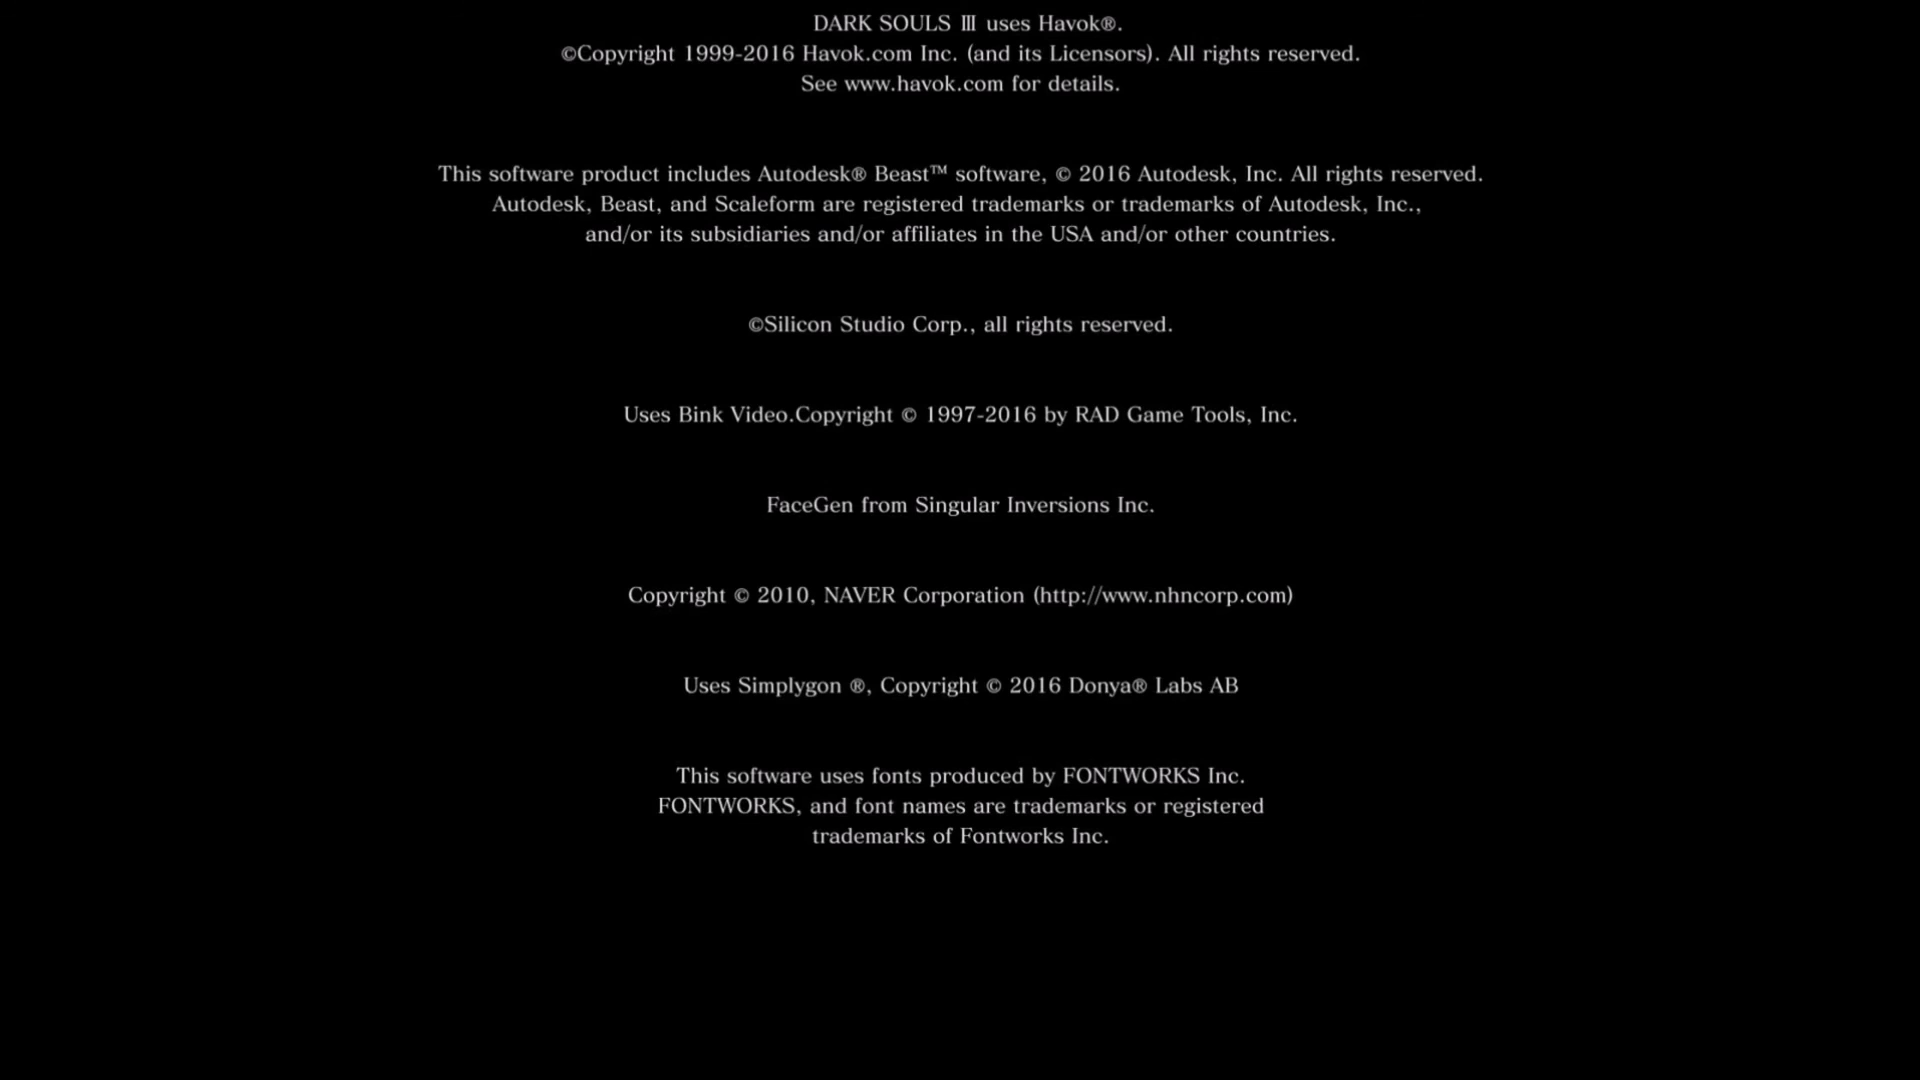 DARK SOULS Ⅲ uses Havok®.
©Copyright 1999-2016 Havok.com Inc. (and its Licensors). All rights reserved.
See www.havok.com for details.
This software product includes Autodesk® Beast™ software, © 2016 Autodesk, Inc. All rights reserved.
Autodesk, Beast, and Scaleform are registered trademarks or trademarks of Autodesk, Inc.,
and/or its subsidiaries and/or affiliates in the USA and/or other countries.
©Silicon Studio Corp., all rights reserved.
Uses Bink Video.Copyright © 1997-2016 by RAD Game Tools, Inc.
FaceGen from Singular Inversions Inc.
Copyright © 2010, NAVER Corporation (http://www.nhncorp.com)
Uses Simplygon ®, Copyright © 2016 Donya® Labs AB
This software uses fonts produced by FONTWORKS Inc.
FONTWORKS, and font names are trademarks or registered
trademarks of Fontworks Inc.